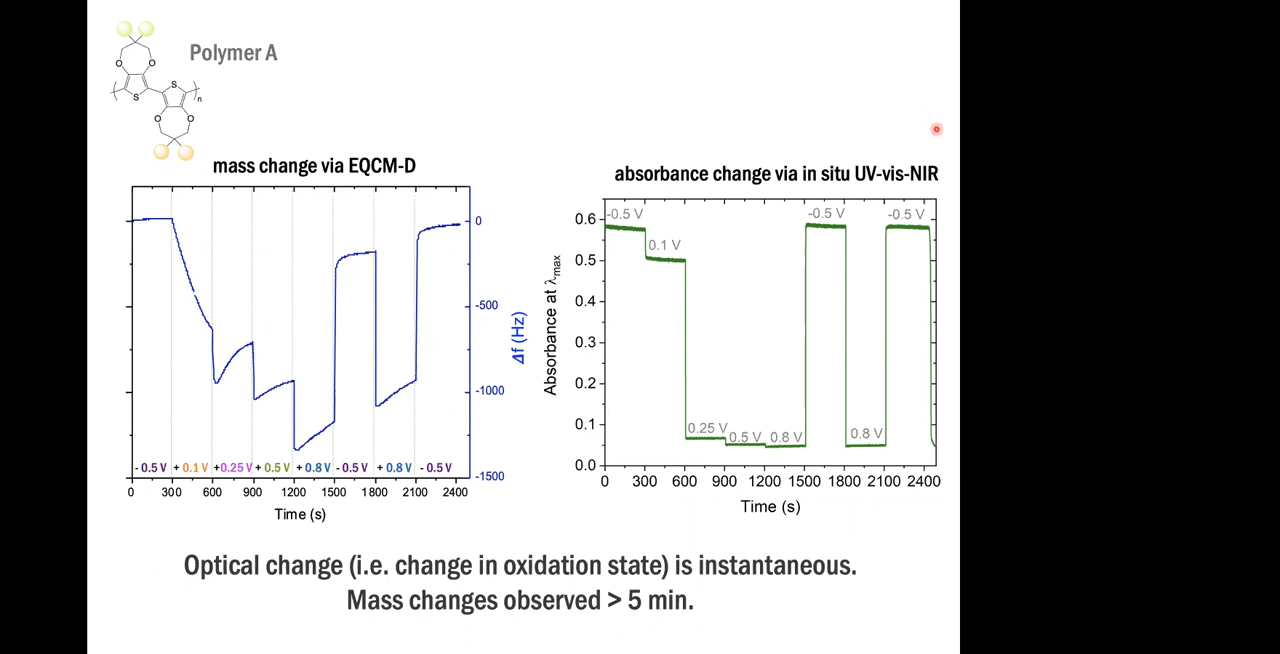 Polymer A
O
O
S
S
n
O
O
mass change via EQCM-D
0
-500
-1000
-1500
Δf (Hz)
- 0.5 V + 0.1 V +0.25 V + 0.5 V + 0.8 V - 0.5 V + 0.8 V - 0.5 V
0 300 600 900 1200 1500 1800 2100 2400
Time (s)
absorbance change via in situ UV-vis-NIR
Absorbance at λmax
0.6
0.5
0.4
0.3
0.2
0.1
0.0
-0.5 V
0.1 V
0.25 V
0.5 V
0.8 V
-0.5 V
0.8 V
-0.5 V
0 300 600 900 1200 1500 1800 2100 2400
Time (s)
Optical change (i.e. change in oxidation state) is instantaneous.
Mass changes observed > 5 min.